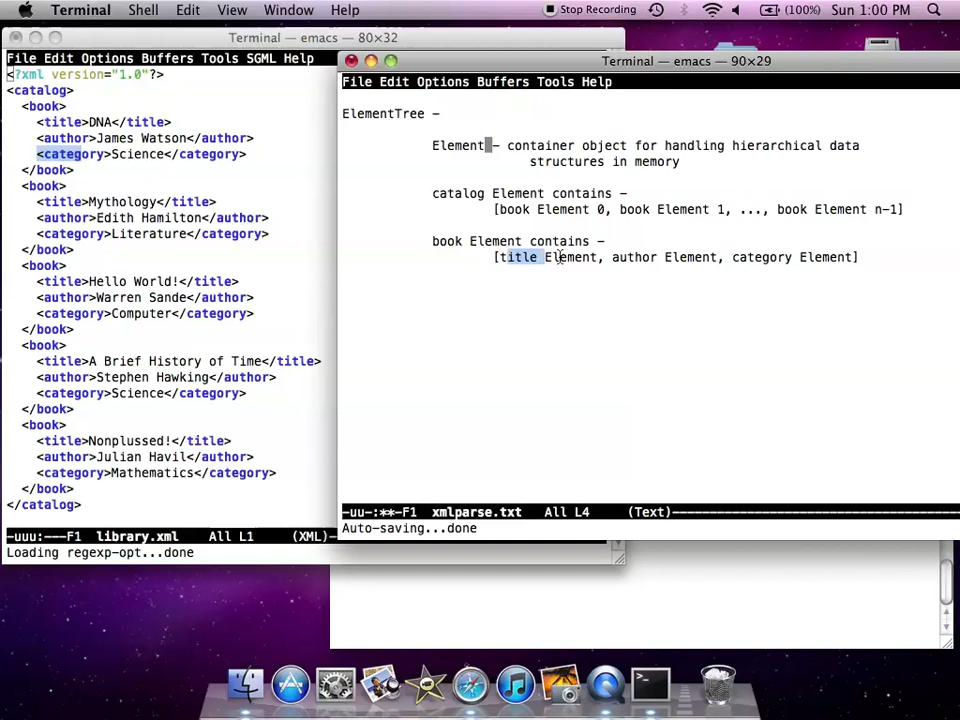 Terminal Shell Edit View Window Help Stop Recording (100%) Sun 1:00 PM
Terminal — emacs — 80×32
File Edit Options Buffers Tools SGML Help
<?xml version="1.0"?>
<catalog>
<book>
<title>DNA</title>
<author>James Watson</author>
<category>Science</category>
</book>
<book>
<title>Mythology</title>
<author>Edith Hamilton</author>
<category>Literature</category>
</book>
<book>
<title>Hello World!</title>
<author>Warren Sande</author>
<category>Computer</category>
</book>
<book>
<title>A Brief History of Time</title>
<author>Stephen Hawking</author>
<category>Science</category>
</book>
<book>
<title>Nonplussed!</title>
<author>Julian Havil</author>
<category>Mathematics</category>
</book>
</catalog>
-uuu:---F1 library.xml All L1 (XML)-
Loading regexp-opt...done
Terminal — emacs — 90×29
File Edit Options Buffers Tools Help
ElementTree –
Element – container object for handling hierarchical data
structures in memory
catalog Element contains –
[book Element 0, book Element 1, ..., book Element n-1]
book Element contains –
[title Element, author Element, category Element]
-uu-:**-F1 xmlparse.txt All L4 (Text)-----------------------------------
Auto-saving...done